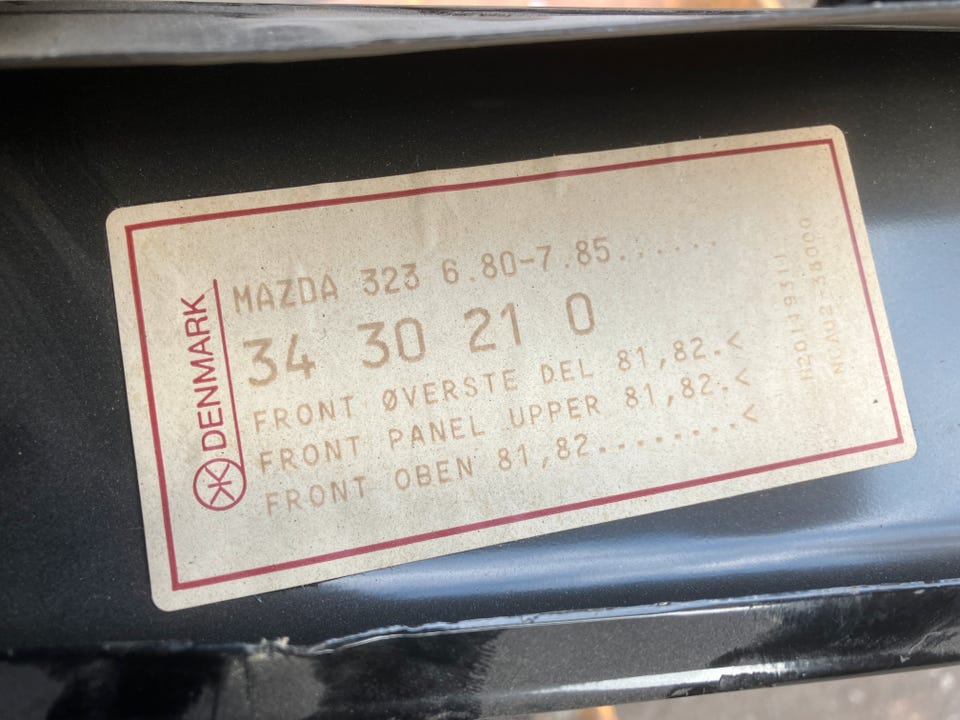 DENMARK
MAZDA 323 6.80-7.85......
34 30 21 0
FRONT ØVERSTE DEL 81,82.<
FRONT PANEL UPPER 81,82.<
FRONT OBEN 81,82........<